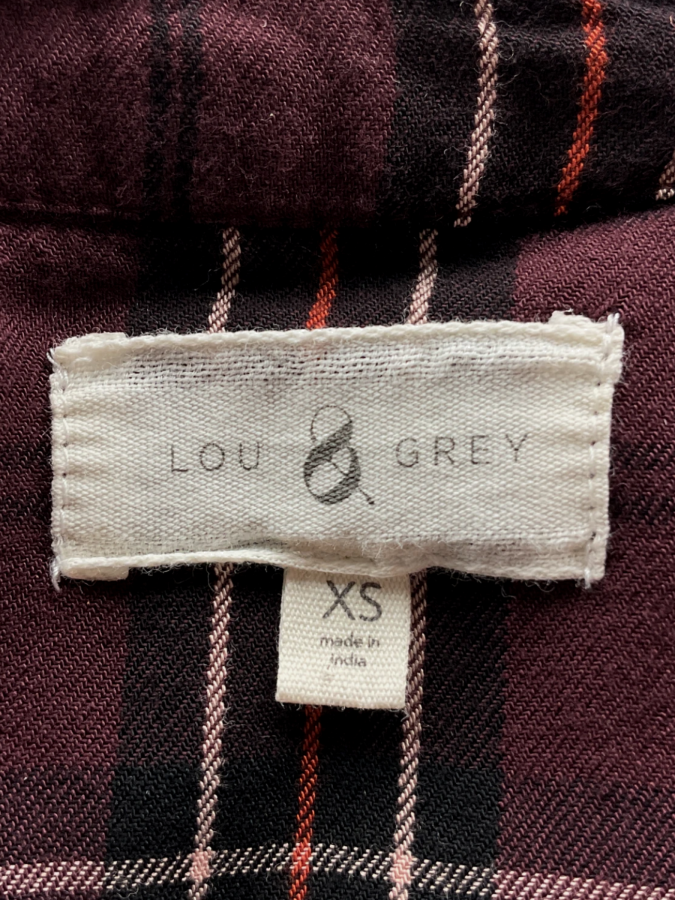 LOU & GREY
XS
made in
india